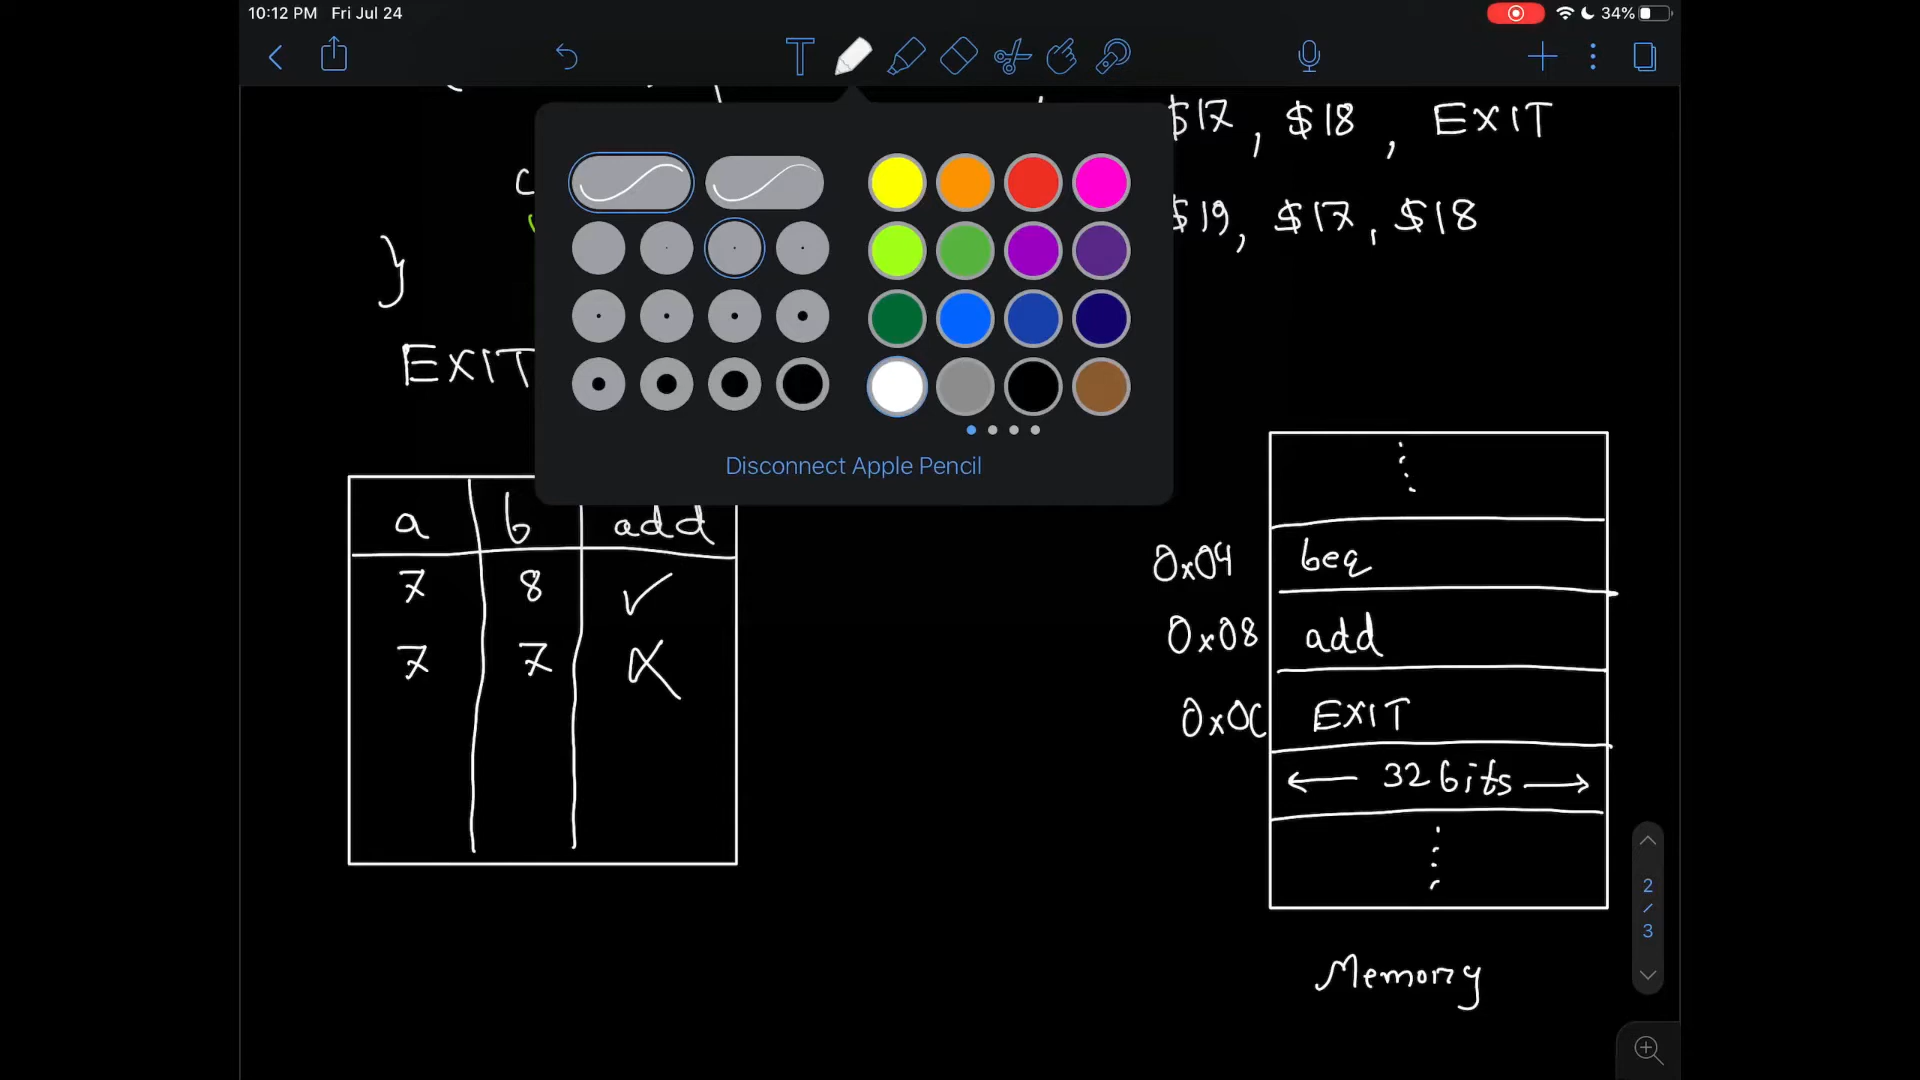 10:12 PM Fri Jul 24
34%
$17, $18, EXIT
c
$19, $17, $18
}
EXIT
Disconnect Apple Pencil
a b add
7 8 ✓
7 7
0x04 beq
0x08 add
0x0C EXIT
← 32 bits →
2
/
3
Memory